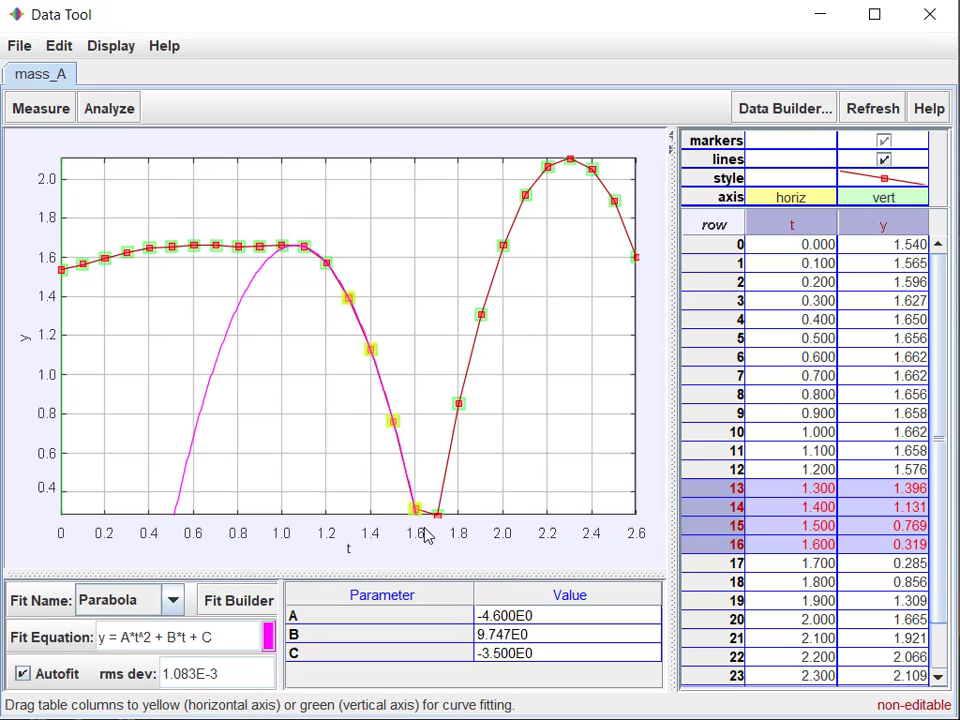 Data Tool
File Edit Display Help
mass_A
Measure Analyze Data Builder... Refresh Help
markers
lines
style
axis horiz vert
row t y
0 0.000 1.540
1 0.100 1.565
2 0.200 1.596
3 0.300 1.627
4 0.400 1.650
5 0.500 1.656
6 0.600 1.662
7 0.700 1.662
8 0.800 1.656
9 0.900 1.658
10 1.000 1.662
11 1.100 1.658
12 1.200 1.576
13 1.300 1.396
14 1.400 1.131
15 1.500 0.769
16 1.600 0.319
17 1.700 0.285
18 1.800 0.856
19 1.900 1.309
20 2.000 1.665
21 2.100 1.921
22 2.200 2.066
23 2.300 2.109
2.0
1.8
1.6
1.4
1.2
1.0
0.8
0.6
0.4
y
0 0.2 0.4 0.6 0.8 1.0 1.2 1.4 1.6 1.8 2.0 2.2 2.4 2.6
t
Fit Name: Parabola Fit Builder
Fit Equation: y = A*t^2 + B*t + C
Autofit rms dev: 1.083E-3
Parameter Value
A -4.600E0
B 9.747E0
C -3.500E0
Drag table columns to yellow (horizontal axis) or green (vertical axis) for curve fitting. non-editable